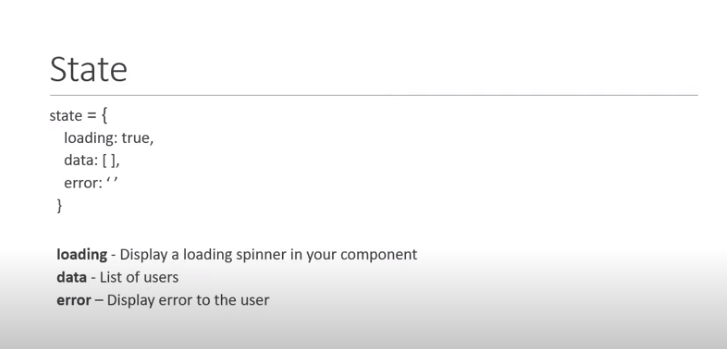 State
state = {
loading: true,
data: [ ],
error: ‘ ’
}
loading - Display a loading spinner in your component
data - List of users
error – Display error to the user